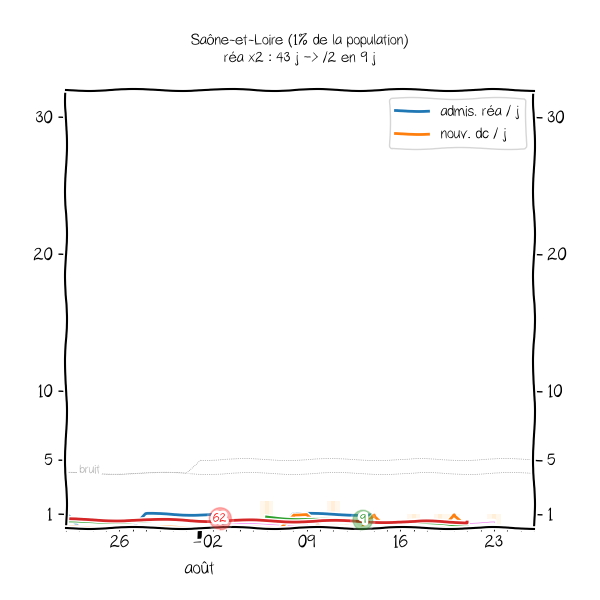 Saône-et-Loire (1% de la population)
réa x2 : 43 j -> /2 en 9 j
admis. réa / j
nouv. dc / j
30 30
20 20
10 10
5 5
bruit
1 62 9 1
26 02 09 16 23
août